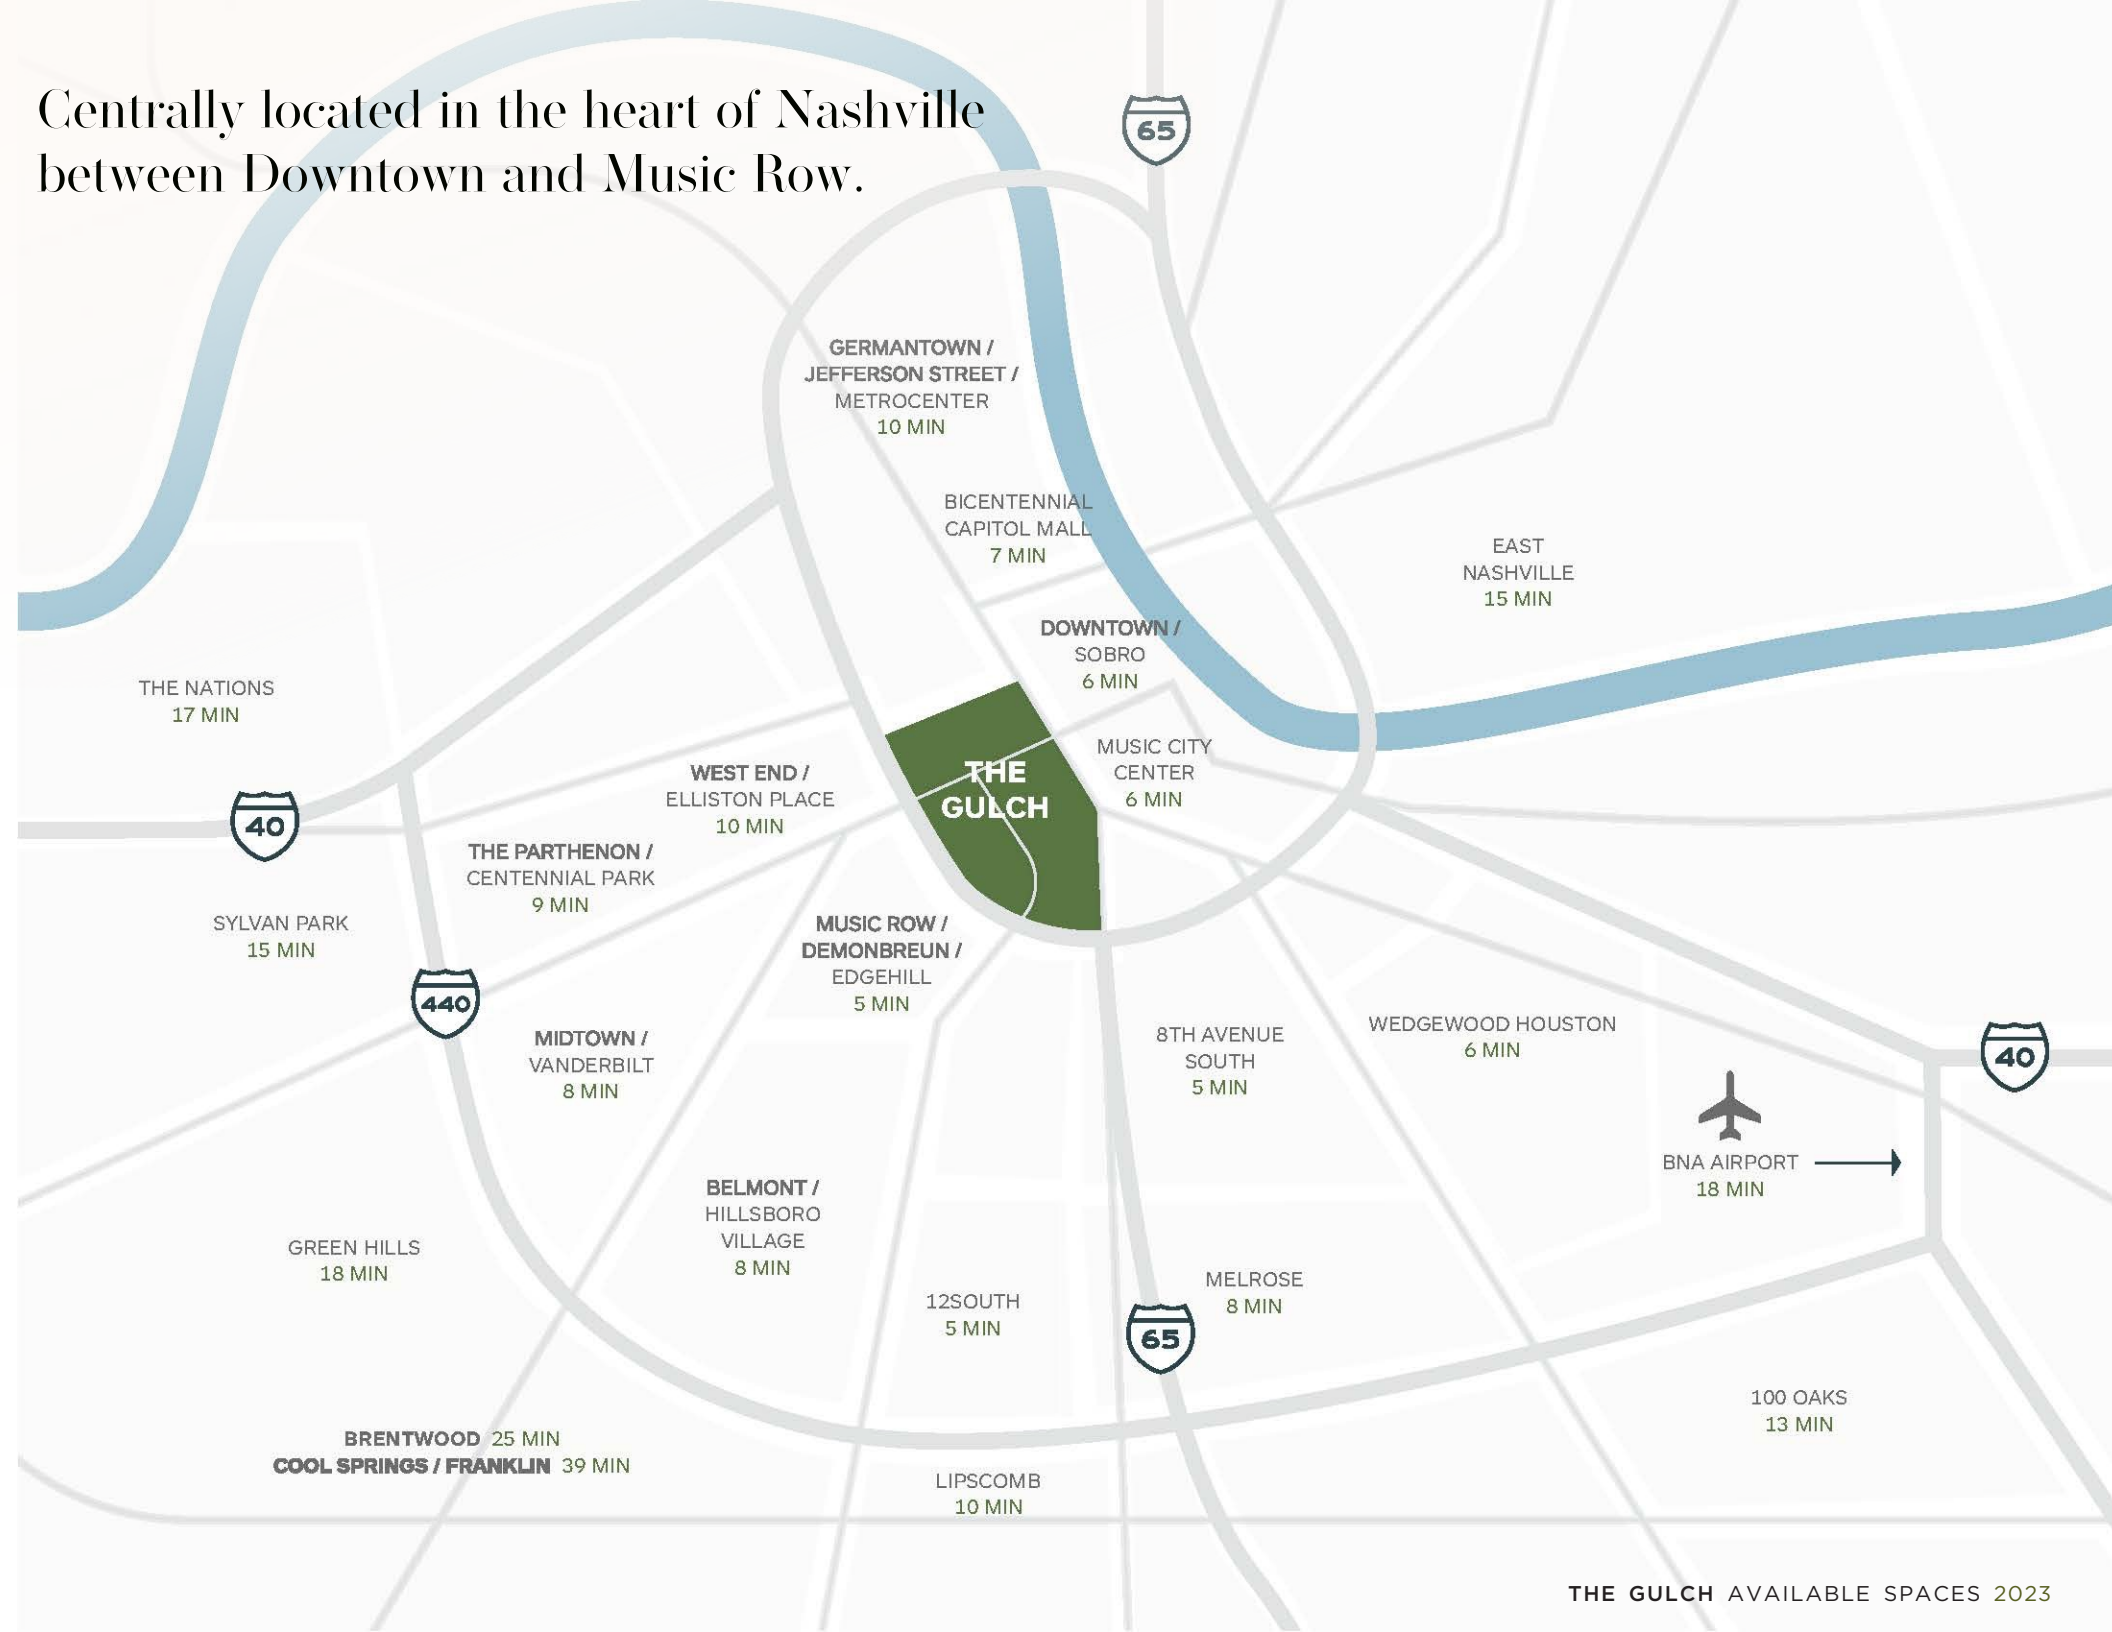 Centrally located in the heart of Nashville
between Downtown and Music Row.
65
GERMANTOWN /
JEFFERSON STREET /
METROCENTER
10 MIN
BICENTENNIAL
CAPITOL MALL
7 MIN
EAST
NASHVILLE
15 MIN
DOWNTOWN /
SOBRO
6 MIN
THE NATIONS
17 MIN
MUSIC CITY
CENTER
6 MIN
THE
GULCH
WEST END /
ELLISTON PLACE
10 MIN
40
THE PARTHENON /
CENTENNIAL PARK
9 MIN
SYLVAN PARK
15 MIN
MUSIC ROW /
DEMONBREUN /
EDGEHILL
5 MIN
440
MIDTOWN /
VANDERBILT
8 MIN
8TH AVENUE
SOUTH
5 MIN
WEDGEWOOD HOUSTON
6 MIN
40
BNA AIRPORT
18 MIN
BELMONT /
HILLSBORO
VILLAGE
8 MIN
GREEN HILLS
18 MIN
12SOUTH
5 MIN
MELROSE
8 MIN
65
100 OAKS
13 MIN
BRENTWOOD 25 MIN
COOL SPRINGS / FRANKLIN 39 MIN
LIPSCOMB
10 MIN
THE GULCH AVAILABLE SPACES 2023